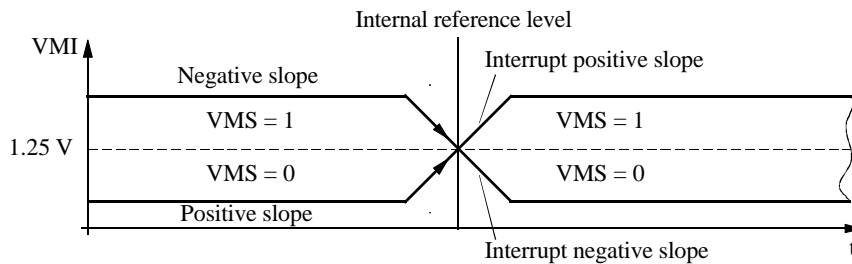 Internal reference level
VMI
Negative slope
Interrupt positive slope
VMS = 1
VMS = 1
1.25 V
VMS = 0
VMS = 0
Positive slope
Interrupt negative slope
t